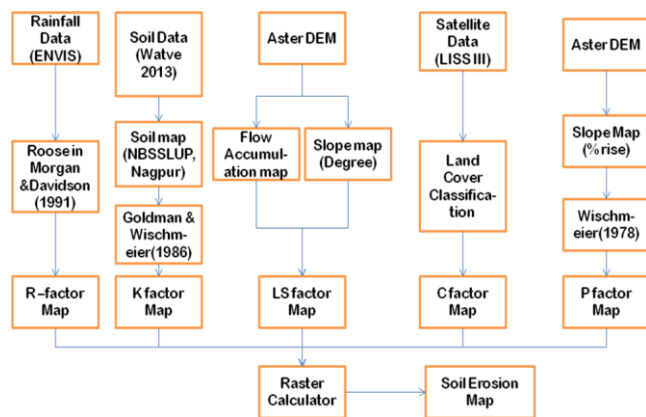 Rainfall
Data
(ENVIS)
Soil Data
(Watve
2013)
Aster DEM
Satellite
Data
(LISS III)
Aster DEM
Roose in
Morgan
&Davidson
(1991)
Soil map
(NBSSLUP,
Nagpur)
Flow
Accumul-
ation map
Slope map
(Degree)
Land
Cover
Classifica-
tion
Slope Map
(%rise)
Goldman &
Wischm-
eier(1986)
Wischm-
eier(1978)
R–factor
Map
K factor
Map
LS factor
Map
C factor
Map
P factor
Map
Raster
Calculator
Soil Erosion
Map